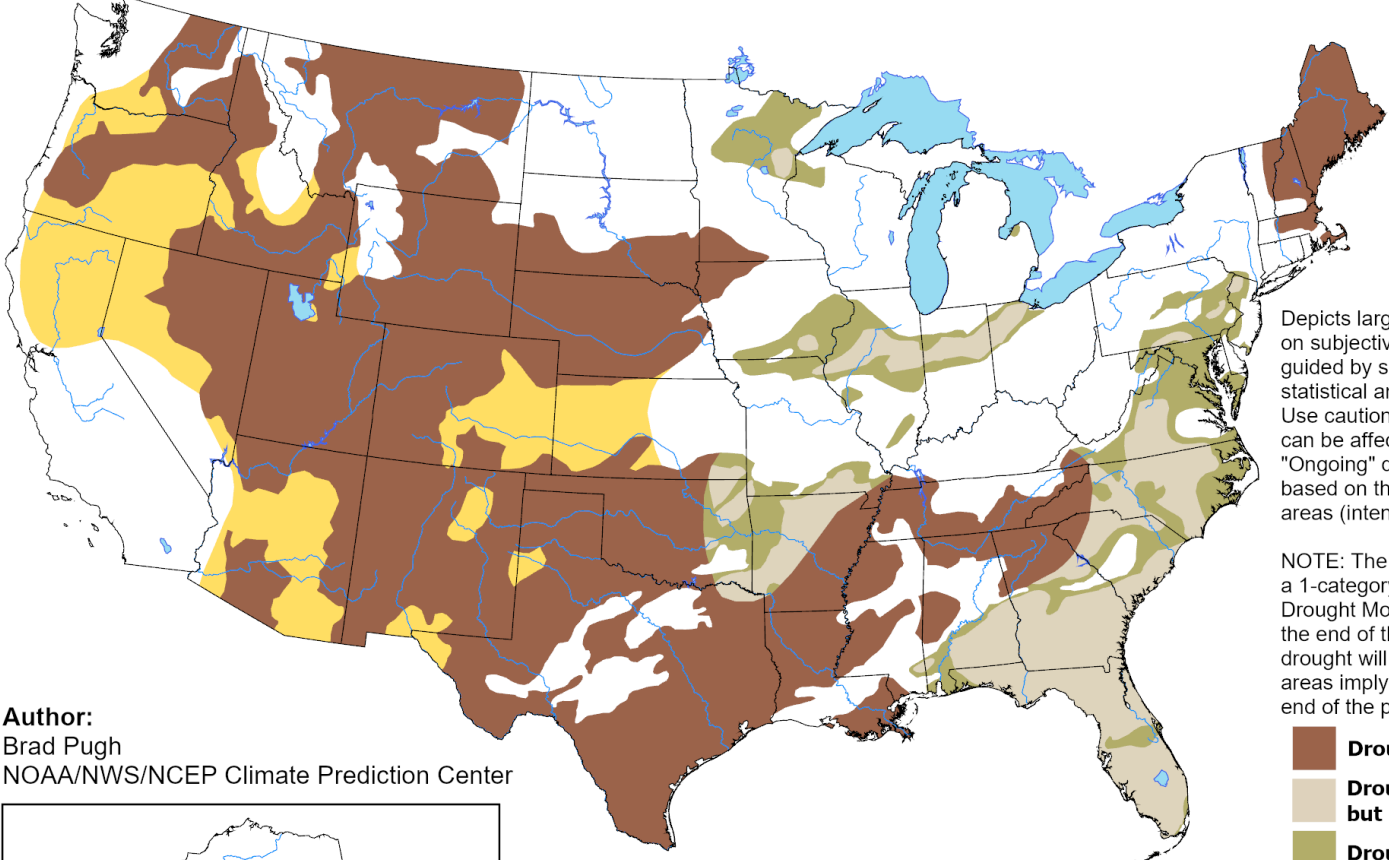 Depicts larg
on subjectiv
guided by s
statistical ar
Use caution
can be affec
"Ongoing" d
based on th
areas (inten
NOTE: The
a 1-category
Drought Mo
the end of th
drought will
areas imply
end of the p
Author:
Brad Pugh
NOAA/NWS/NCEP Climate Prediction Center
Drou
Drou
but
Drou